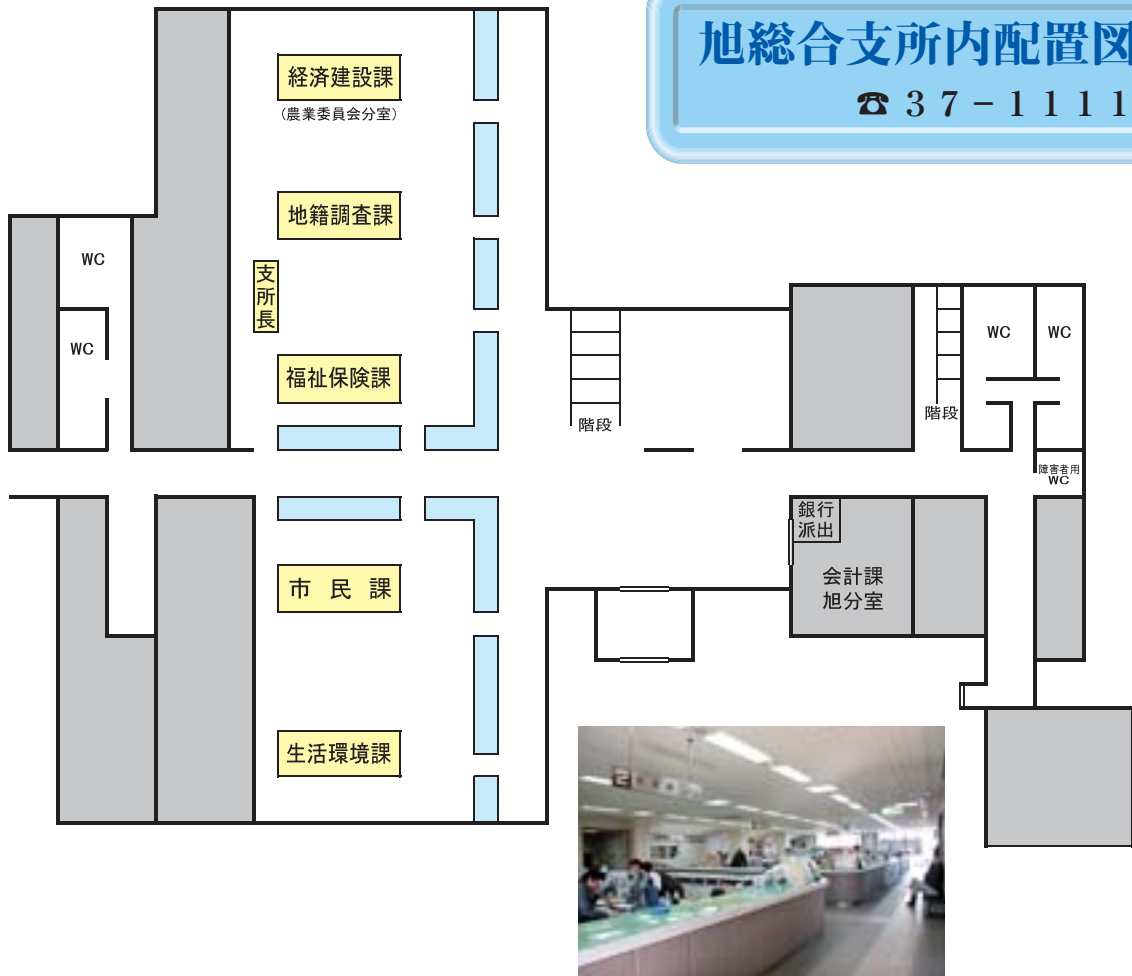 旭総合支所内配置図
☎37-1111
経済建設課
(農業委員会分室)
地籍調査課
支所長
福祉保険課
WC
WC
階段
階段
WC
WC
障害者用
WC
銀行
派出
会計課
旭分室
市民課
生活環境課
2